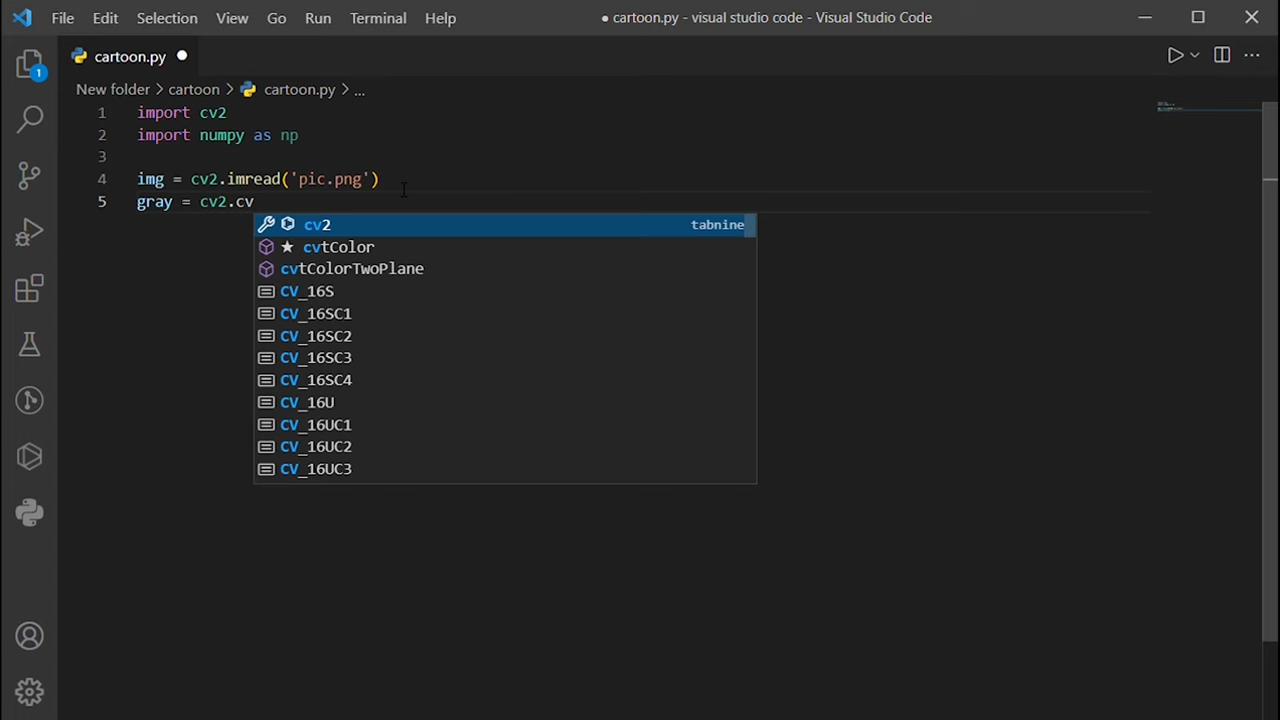 File Edit Selection View Go Run Terminal Help ● cartoon.py - visual studio code - Visual Studio Code
cartoon.py ●
New folder > cartoon > cartoon.py > ...
1 import cv2
1 2 import numpy as np
3
4 img = cv2.imread('pic.png')
5 gray = cv2.cv
cv2 tabnine
★ cvtColor
cvtColorTwoPlane
CV_16S
CV_16SC1
CV_16SC2
CV_16SC3
CV_16SC4
CV_16U
CV_16UC1
CV_16UC2
CV_16UC3